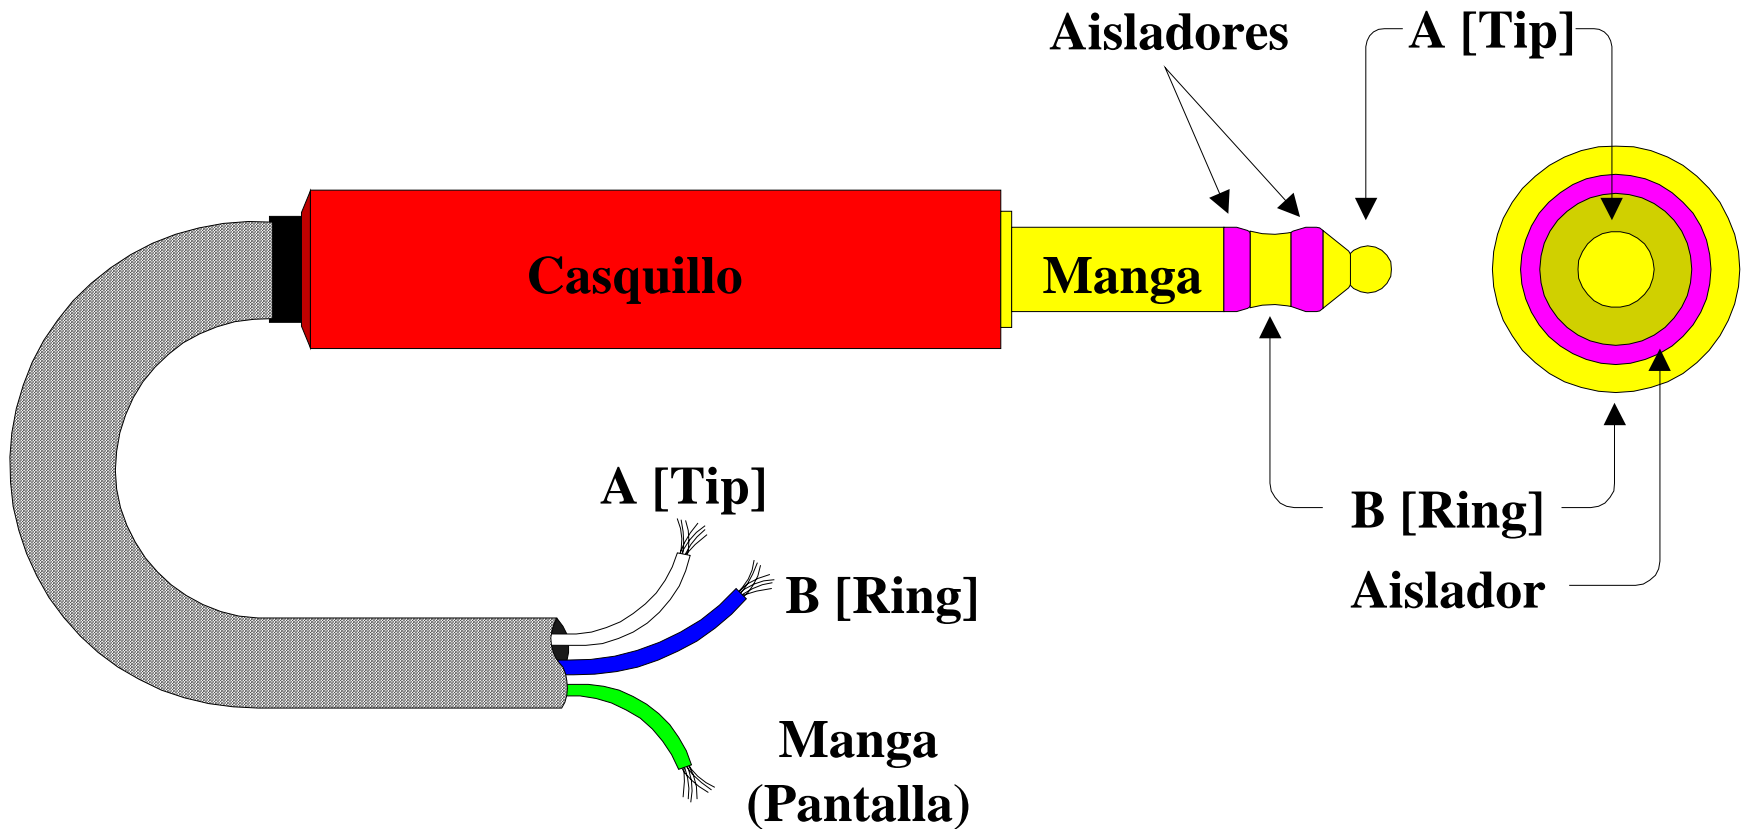 Aisladores
A [Tip]
Casquillo
Manga
A [Tip]
B [Ring]
B [Ring]
Aislador
Manga
(Pantalla)